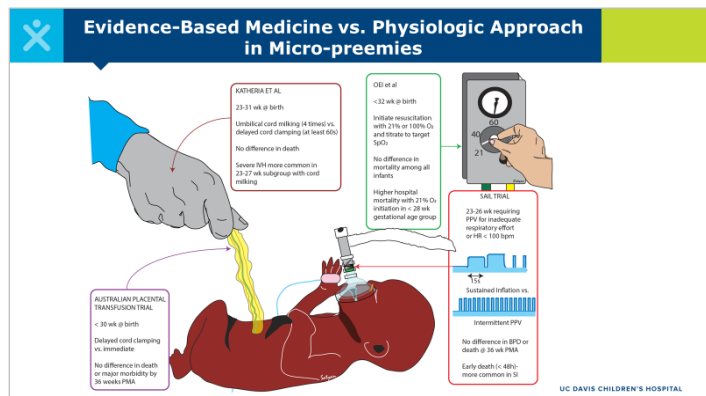 Evidence-Based Medicine vs. Physiologic Approach
in Micro-preemies
KATHERIA ET AL
23-31 wk @ birth
Umbilical cord milking (4 times) vs.
delayed cord clamping (at least 60s)
No difference in death
Severe IVH more common in
23-27 wk subgroup with cord
milking
OEI et al
<32 wk @ birth
Initiate resuscitation
with 21% or 100% O₂
and titrate to target
SpO₂
No difference in
mortality among all
infants
Higher hospital
mortality with 21% O₂
initiation in < 28 wk
gestational age group
60
40
21
SAIL TRIAL
23-26 wk requiring
PPV for inadequate
respiratory effort
or HR < 100 bpm
15s
Sustained Inflation vs.
Intermittent PPV
No difference in BPD or
death @ 36 wk PMA
Early death (< 48h)-
more common in SI
AUSTRALIAN PLACENTAL
TRANSFUSION TRIAL
< 30 wk @ birth
Delayed cord clamping
vs. immediate
No difference in death
or major morbidity by
36 weeks PMA
UC DAVIS CHILDREN'S HOSPITAL